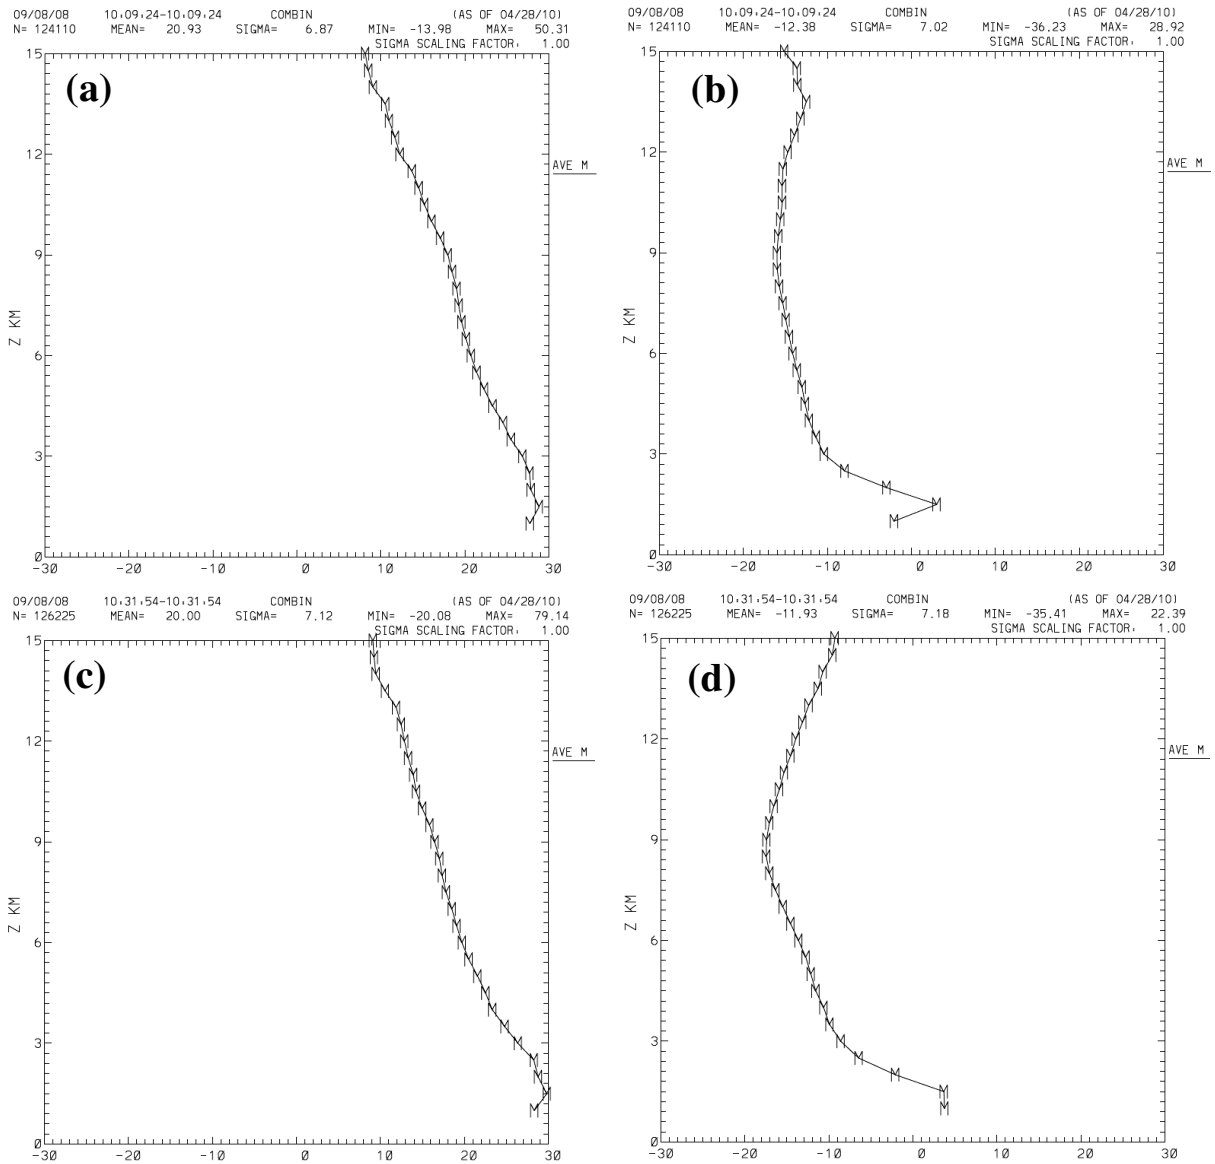 09/08/08 10:09:24-10:09:24 COMBIN (AS OF 04/28/10)
N= 124110 MEAN= 20.93 SIGMA= 6.87 MIN= -13.98 MAX= 50.31
SIGMA SCALING FACTOR: 1.00
(a)
15
12
9
6
3
0
Z KM
AVE M
-30 -20 -10 0 10 20 30
09/08/08 10:09:24-10:09:24 COMBIN (AS OF 04/28/10)
N= 124110 MEAN= -12.38 SIGMA= 7.02 MIN= -36.23 MAX= 28.92
SIGMA SCALING FACTOR: 1.00
(b)
15
12
9
6
3
0
Z KM
AVE M
-30 -20 -10 0 10 20 30
09/08/08 10:31:54-10:31:54 COMBIN (AS OF 04/28/10)
N= 126225 MEAN= 20.00 SIGMA= 7.12 MIN= -20.08 MAX= 79.14
SIGMA SCALING FACTOR: 1.00
(c)
15
12
9
6
3
0
Z KM
AVE M
-30 -20 -10 0 10 20 30
09/08/08 10:31:54-10:31:54 COMBIN (AS OF 04/28/10)
N= 126225 MEAN= -11.93 SIGMA= 7.18 MIN= -35.41 MAX= 22.39
SIGMA SCALING FACTOR: 1.00
(d)
15
12
9
6
3
0
Z KM
AVE M
-30 -20 -10 0 10 20 30